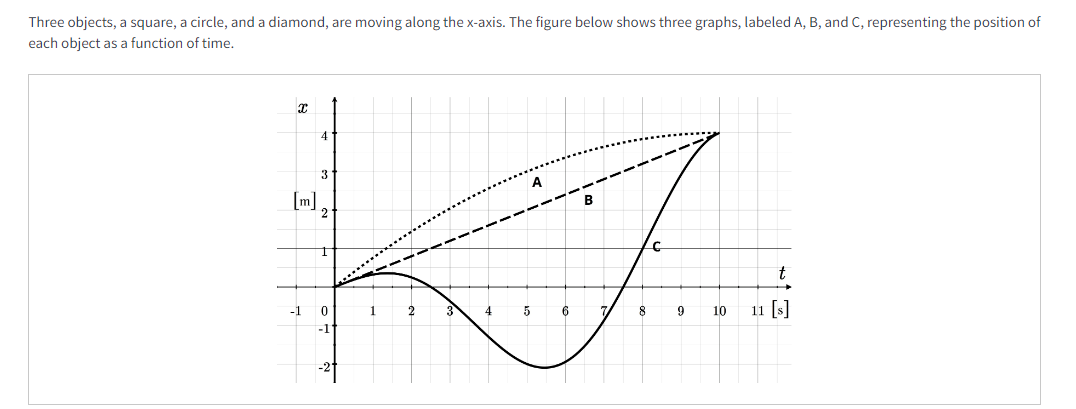 Three objects, a square, a circle, and a diamond, are moving along the x-axis. The figure below shows three graphs, labeled A, B, and C, representing the position of
each object as a function of time.
x
4
3
A
[m]
B
2
1
C
t
-1 0 1 2 3 4 5 6 7 8 9 10 11 [s]
-1
-2